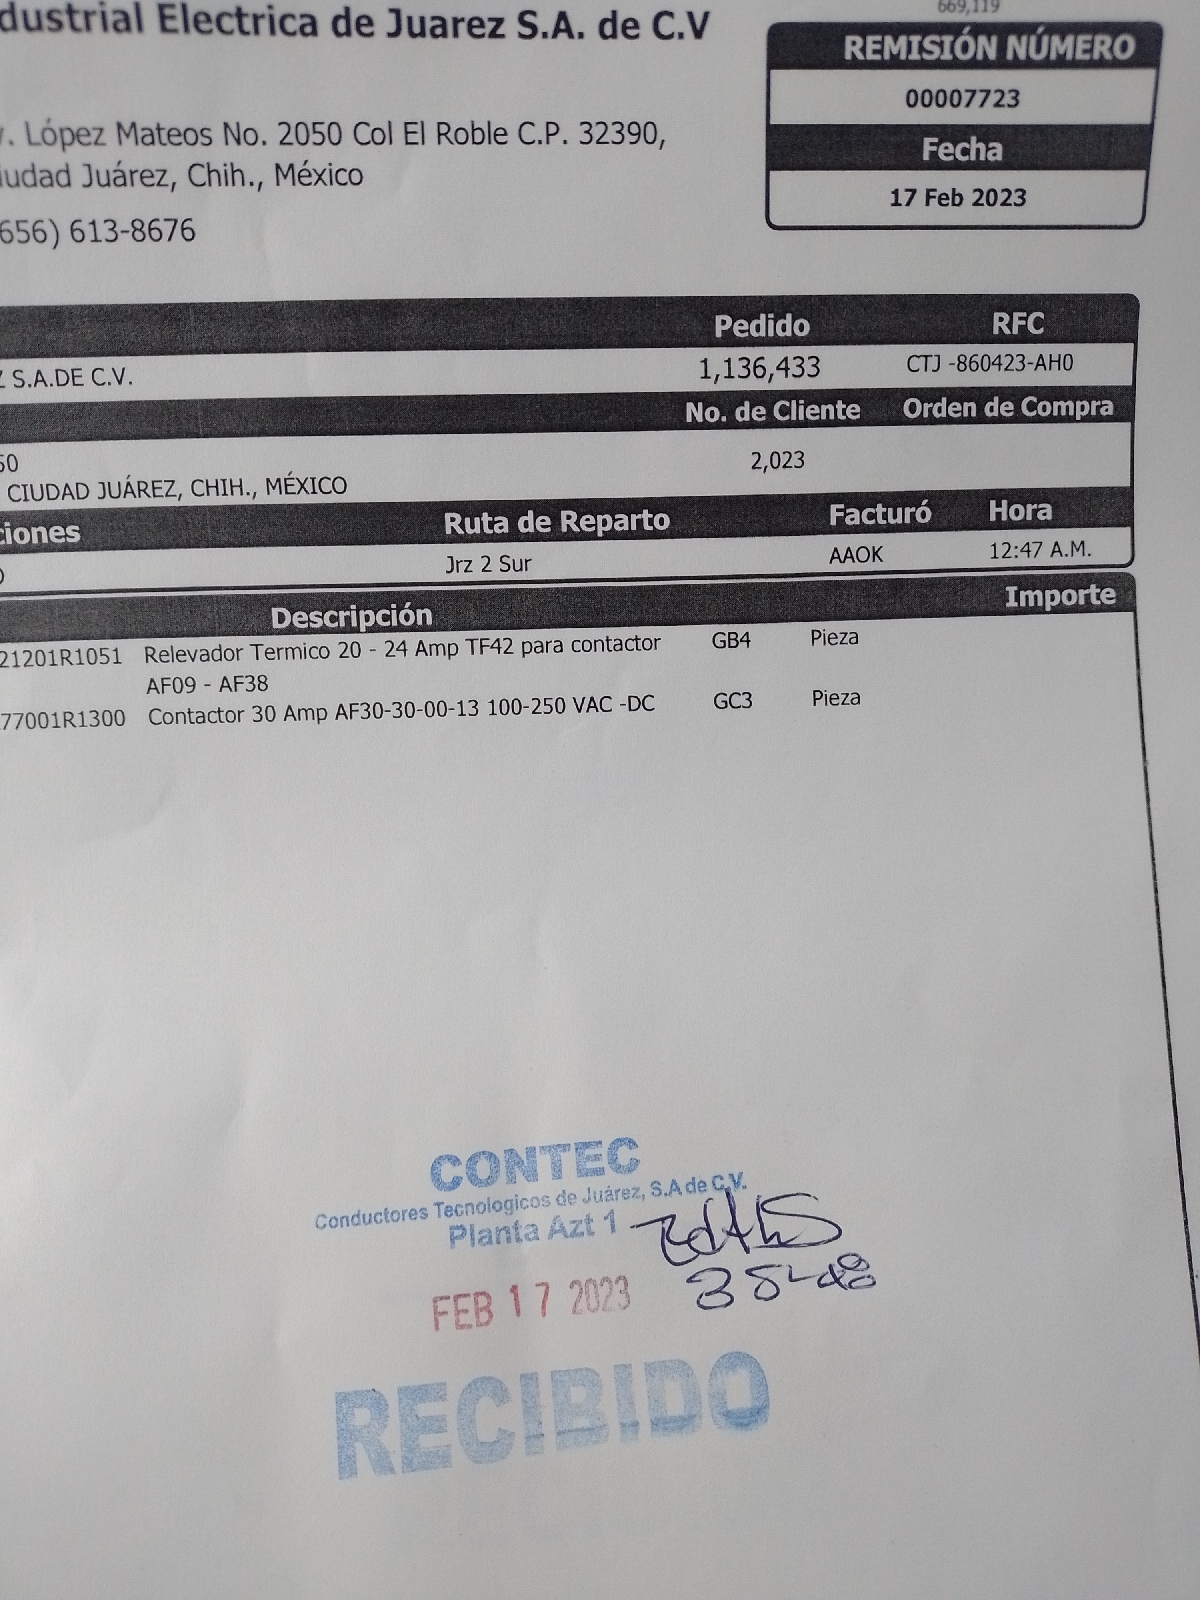 669,119
dustrial Electrica de Juarez S.A. de C.V
REMISIÓN NÚMERO
00007723
. López Mateos No. 2050 Col El Roble C.P. 32390,
Fecha
iudad Juárez, Chih., México
17 Feb 2023
656) 613-8676
Pedido RFC
S.A.DE C.V. 1,136,433 CTJ -860423-AH0
No. de Cliente Orden de Compra
50 2,023
CIUDAD JUÁREZ, CHIH., MÉXICO
ciones Ruta de Reparto Facturó Hora
Jrz 2 Sur AAOK 12:47 A.M.
Descripción Importe
21201R1051 Relevador Termico 20 - 24 Amp TF42 para contactor GB4 Pieza
AF09 - AF38
77001R1300 Contactor 30 Amp AF30-30-00-13 100-250 VAC -DC GC3 Pieza
CONTEC
Conductores Tecnologicos de Juárez, S.A de C.V.
Planta Azt 1
FEB 17 2023
RECIBIDO